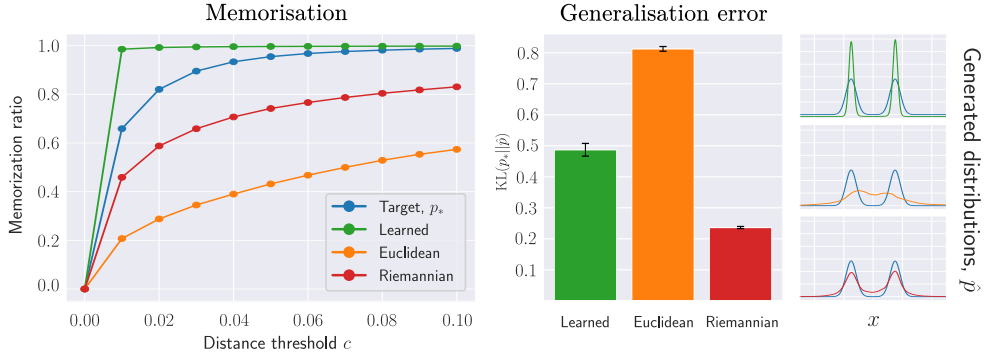 Memorisation
Memorization ratio
1.0
0.8
0.6
0.4
0.2
0.0
Target, p*
Learned
Euclidean
Riemannian
0.00
0.02
0.04
0.06
0.08
0.10
Distance threshold c
Generalisation error
KL(p*||p̂)
0.8
0.7
0.6
0.5
0.4
0.3
0.2
0.1
Learned
Euclidean
Riemannian
Generated distributions, p̂
x